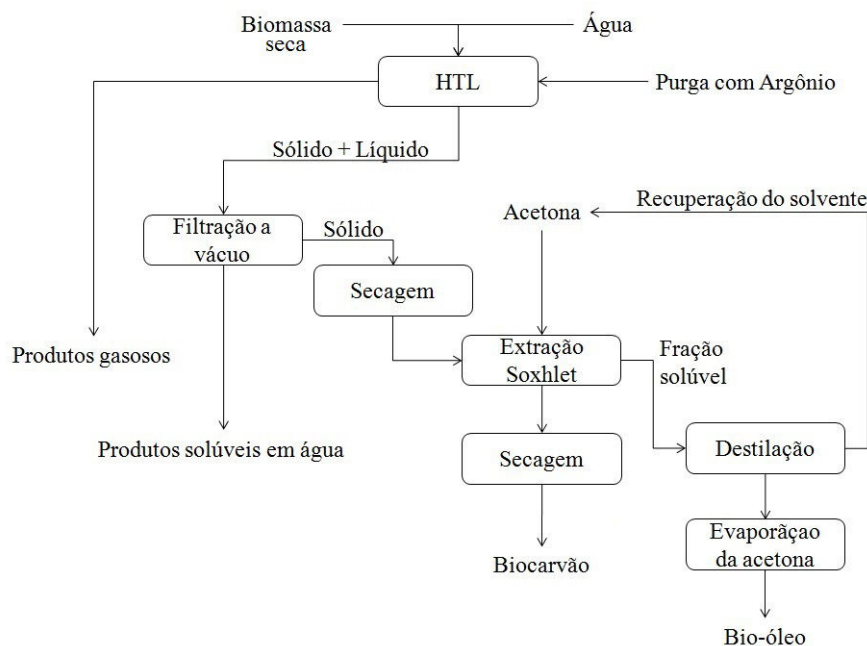 Biomassa
seca
Água
HTL
Purga com Argônio
Sólido + Líquido
Filtração a
vácuo
Sólido
Acetona
Recuperação do solvente
Secagem
Produtos gasosos
Extração
Soxhlet
Fração
solúvel
Produtos solúveis em água
Secagem
Destilação
Biocarvão
Evaporãçao
da acetona
Bio-óleo